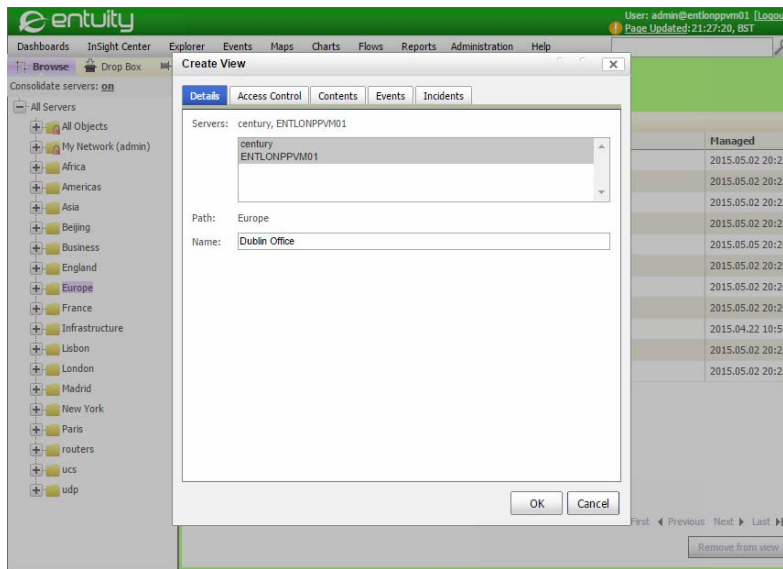 entuity
User: admin@entlonppvm01 [Logou
Page Updated:21:27:20, BST
Dashboards InSight Center Explorer Events Maps Charts Flows Reports Administration Help
Browse Drop Box
Create View
Consolidate servers: on
Details Access Control Contents Events Incidents
All Servers
All Objects
My Network (admin)
Africa
Americas
Asia
Beijing
Business
England
Europe
France
Infrastructure
Lisbon
London
Madrid
New York
Paris
routers
ucs
udp
Servers: century, ENTLONPPVM01
century
ENTLONPPVM01
Path: Europe
Name: Dublin Office
OK Cancel
Managed
2015.05.02 20:2
2015.05.02 20:2
2015.05.02 20:2
2015.05.02 20:2
2015.05.05 20:2
2015.05.02 20:2
2015.05.02 20:2
2015.05.02 20:2
2015.04.22 10:5
2015.05.02 20:2
2015.05.02 20:2
First Previous Next Last
Remove from view